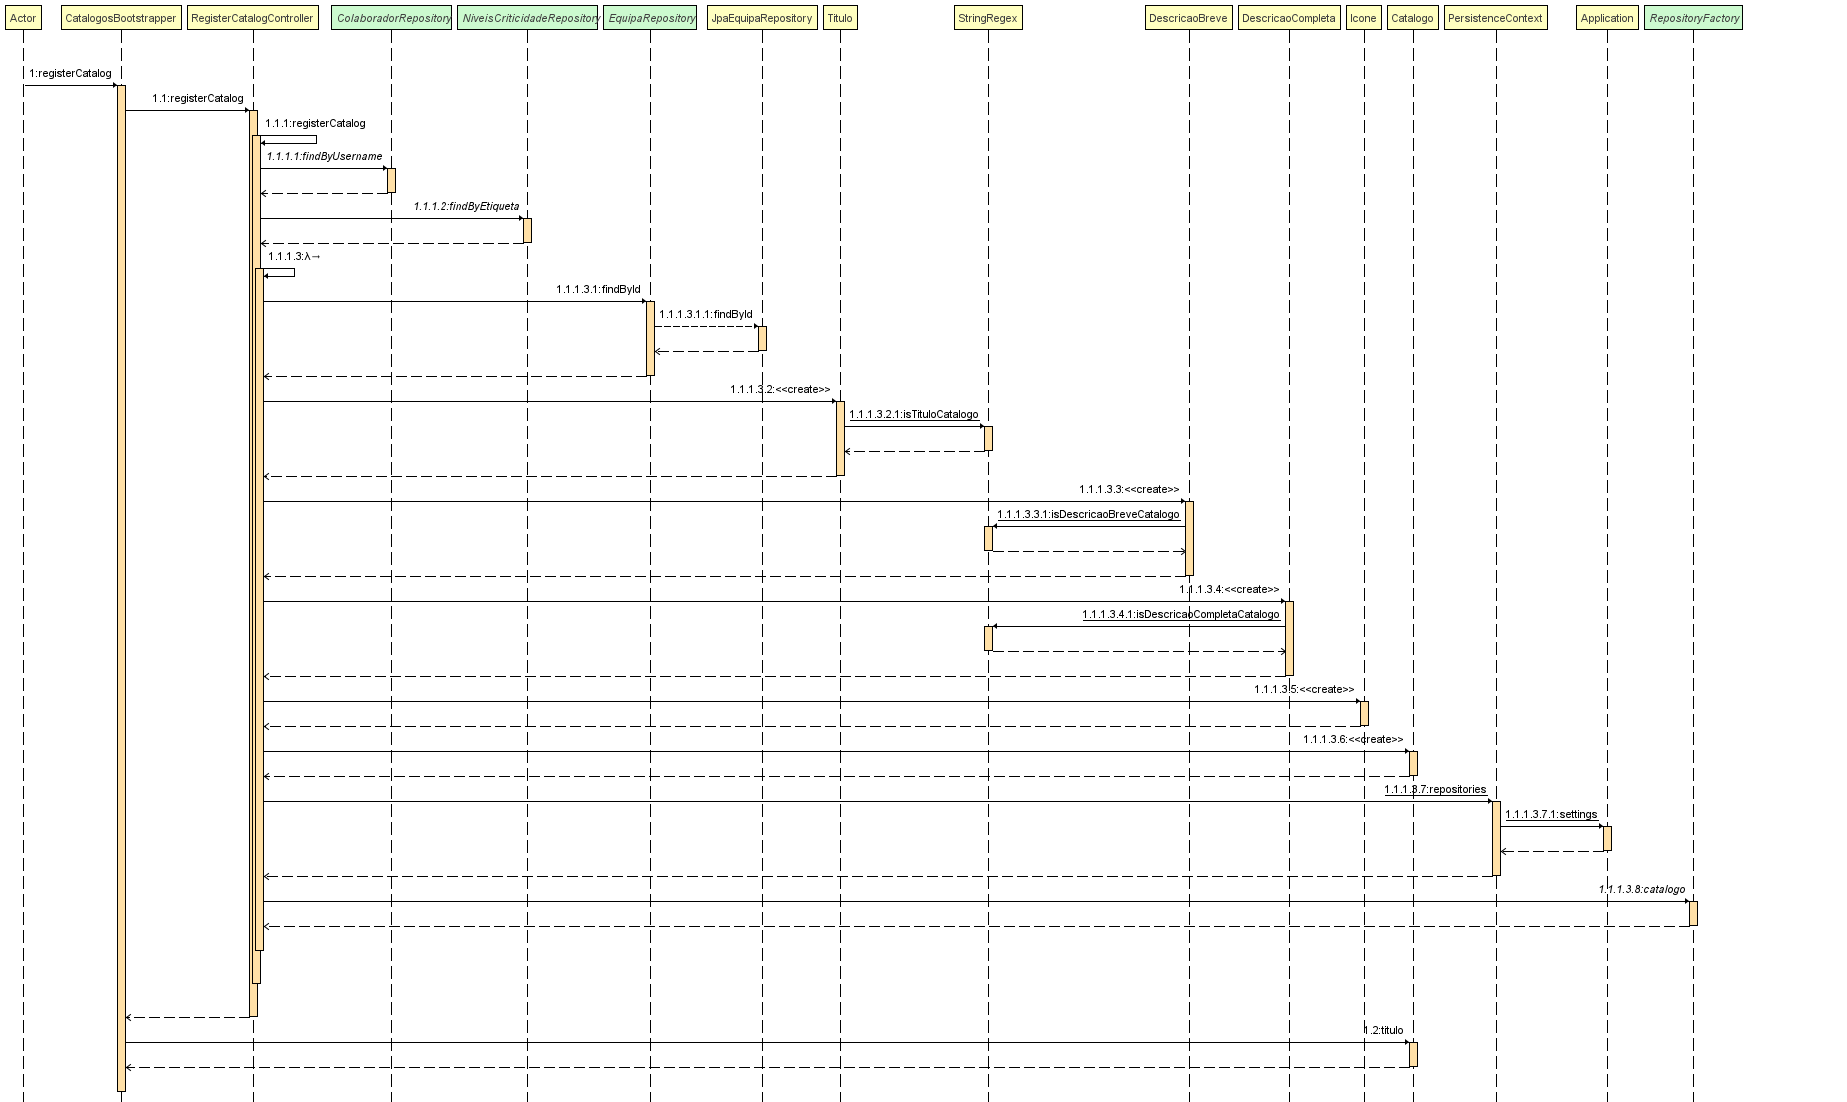 Actor
CatalogosBootstrapper
RegisterCatalogController
ColaboradorRepository
NiveisCriticidadeRepository
EquipaRepository
JpaEquipaRepository
Titulo
StringRegex
DescricaoBreve
DescricaoCompleta
Icone
Catalogo
PersistenceContext
Application
RepositoryFactory
1:registerCatalog
1.1:registerCatalog
1.1.1:registerCatalog
1.1.1.1:findByUsername
1.1.1.2:findByEtiqueta
1.1.1.3:λ→
1.1.1.3.1:findById
1.1.1.3.1.1:findById
1.1.1.3.2:<<create>>
1.1.1.3.2.1:isTituloCatalogo
1.1.1.3.3:<<create>>
1.1.1.3.3.1:isDescricaoBreveCatalogo
1.1.1.3.4:<<create>>
1.1.1.3.4.1:isDescricaoCompletaCatalogo
1.1.1.3.5:<<create>>
1.1.1.3.6:<<create>>
1.1.1.3.7:repositories
1.1.1.3.7.1:settings
1.1.1.3.8:catalogo
1.2:titulo